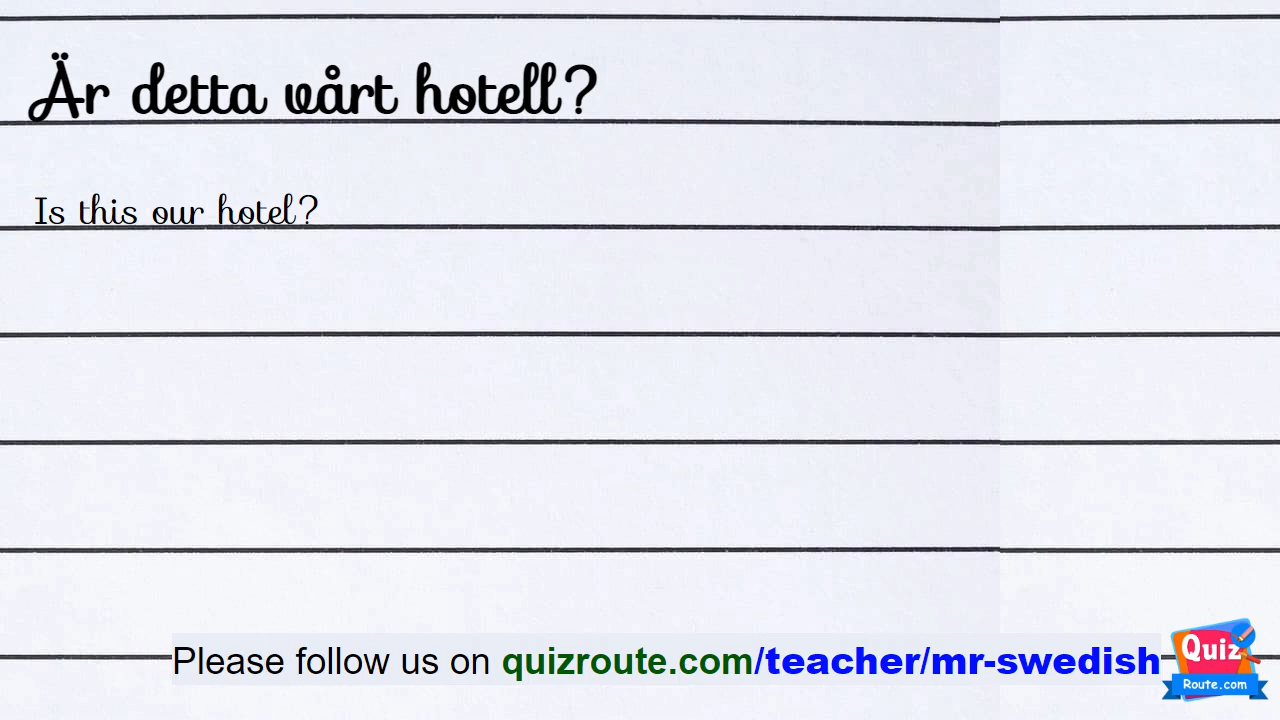 Är detta vårt hotell?
Is this our hotel?
Please follow us on quizroute.com/teacher/mr-swedish
Quiz
Route.com